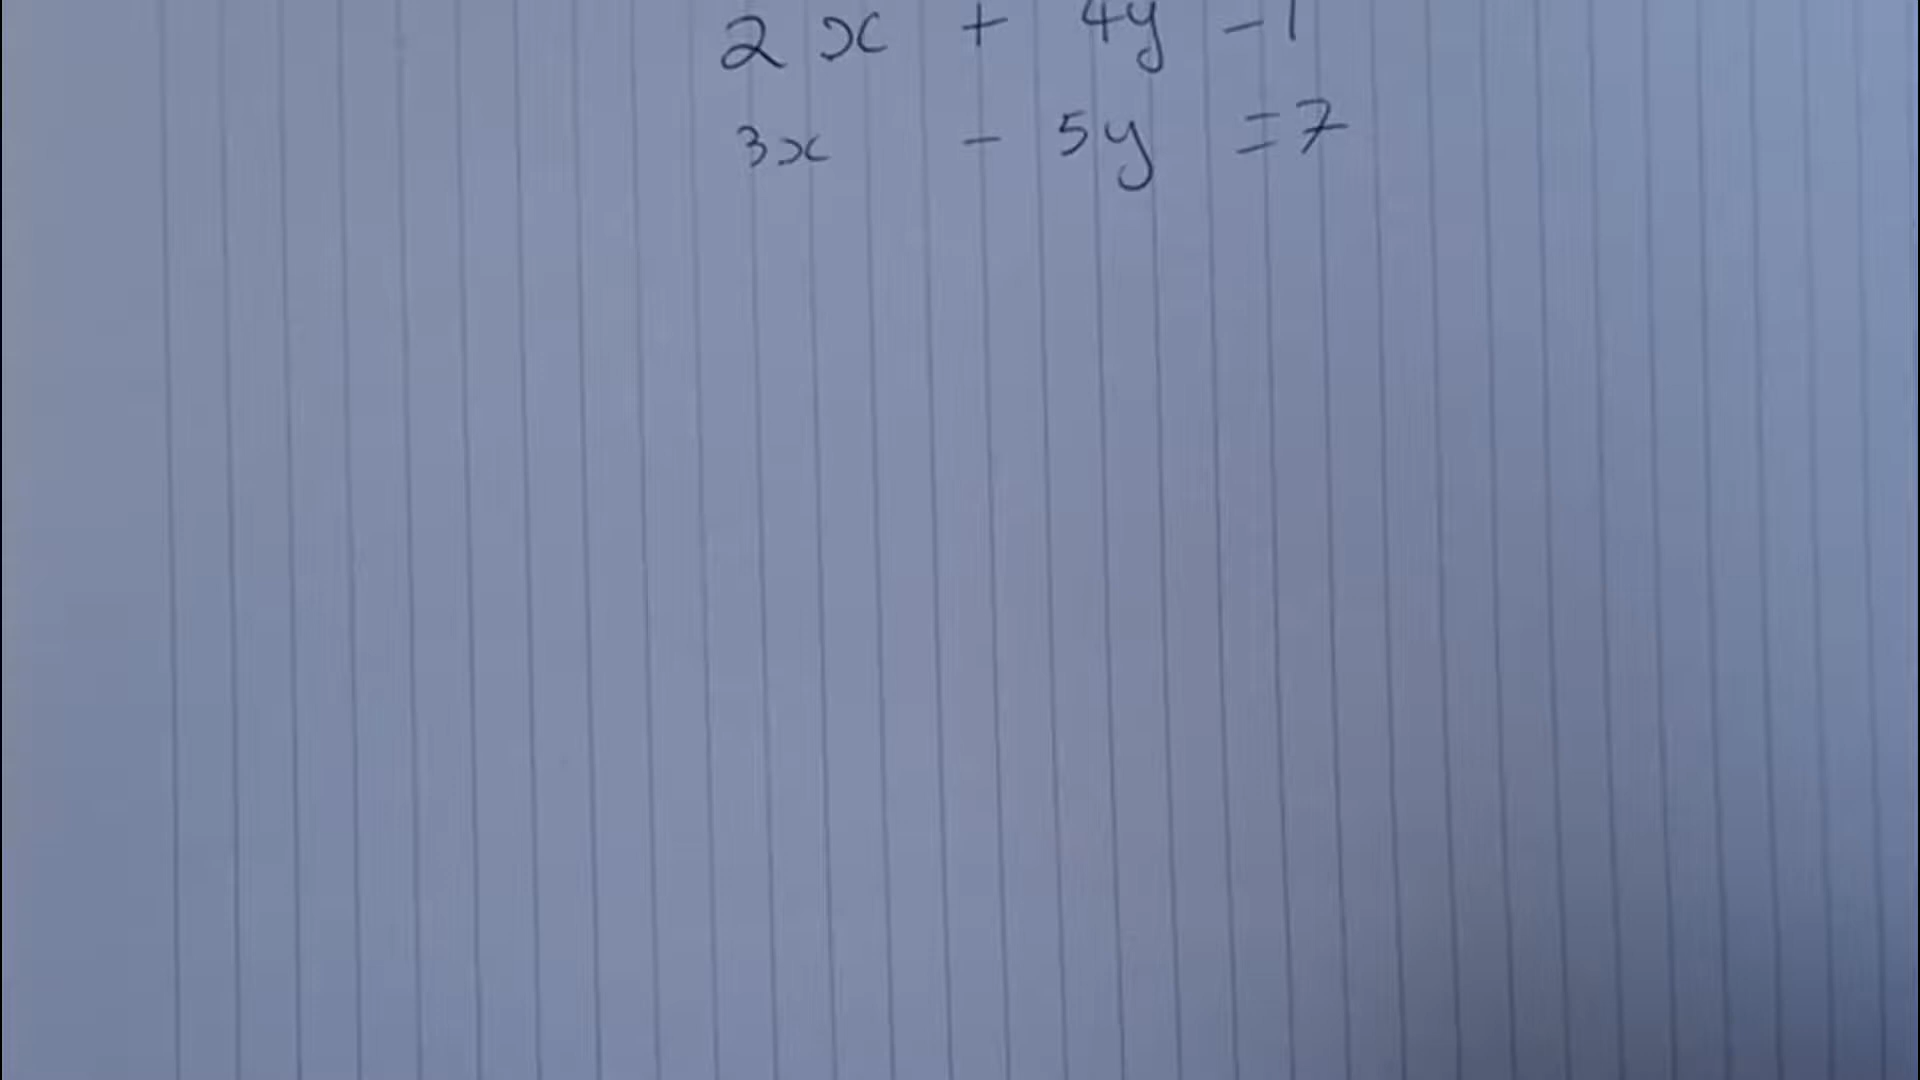 2x + 4y - 1
3x - 5y = 7